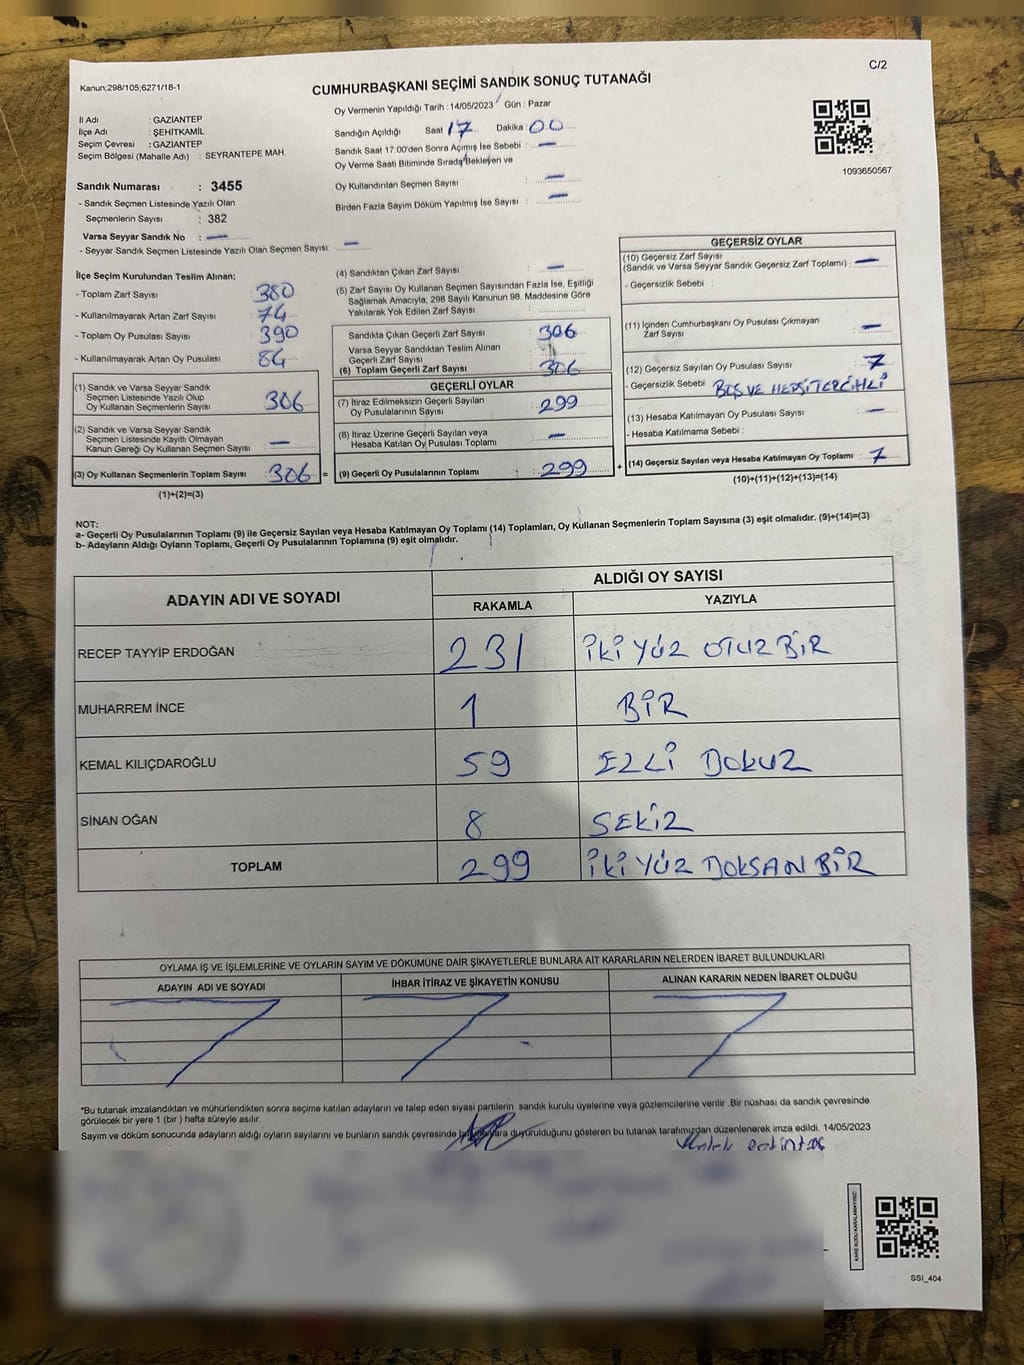 C/2
Kanun,298/105;6271/18-1
CUMHURBAŞKANI SEÇİMİ SANDIK SONUÇ TUTANAĞI
İl Adı : GAZİANTEP
İlçe Adı : ŞEHİTKAMİL
Seçim Çevresi : GAZİANTEP
Seçim Bölgesi (Mahalle Adı) : SEYRANTEPE MAH.
Sandık Numarası : 3455
- Sandık Seçmen Listesinde Yazılı Olan
Seçmenlerin Sayısı : 382
Varsa Seyyar Sandık No : —
- Seyyar Sandık Seçmen Listesinde Yazılı Olan Seçmen Sayısı: —
Oy Vermenin Yapıldığı Tarih : 14/05/2023 Gün : Pazar
Sandığın Açıldığı Saat 17 Dakika 00
Sandık Saat 17.00'den Sonra Açımış İse Sebebi : —
Oy Verme Saati Bitiminde Sırada Bekleyen ve
Oy Kullandırılan Seçmen Sayısı : —
Birden Fazla Sayım Döküm Yapılmış İse Sayısı : —
1093650567
İlçe Seçim Kurulundan Teslim Alınan;
- Toplam Zarf Sayısı 380
- Kullanılmayarak Artan Zarf Sayısı 74
- Toplam Oy Pusulası Sayısı 390
- Kullanılmayarak Artan Oy Pusulası 84
(1) Sandık ve Varsa Seyyar Sandık
Seçmen Listesinde Yazılı Olup
Oy Kullanan Seçmenlerin Sayısı 306
(2) Sandık ve Varsa Seyyar Sandık
Seçmen Listesinde Kayıtlı Olmayan
Kanun Gereği Oy Kullanan Seçmen Sayısı —
(3) Oy Kullanan Seçmenlerin Toplam Sayısı : 306 =
(1)+(2)=(3)
(4) Sandıktan Çıkan Zarf Sayısı : —
(5) Zarf Sayısı Oy Kullanan Seçmen Sayısından Fazla İse, Eşitliği
Sağlamak Amacıyla, 298 Sayılı Kanunun 98. Maddesine Göre
Yakılarak Yok Edilen Zarf Sayısı :
Sandıkta Çıkan Geçerli Zarf Sayısı 306
Varsa Seyyar Sandıktan Teslim Alınan
Geçerli Zarf Sayısı
(6) Toplam Geçerli Zarf Sayısı : 306
GEÇERLİ OYLAR
(7) İtiraz Edilmeksizin Geçerli Sayılan
Oy Pusulalarının Sayısı : 299
(8) İtiraz Üzerine Geçerli Sayılan veya
Hesaba Katılan Oy Pusulası Toplamı : —
(9) Geçerli Oy Pusulalarının Toplamı : 299 +
GEÇERSİZ OYLAR
(10) Geçersiz Zarf Sayısı
(Sandık ve Varsa Seyyar Sandık Geçersiz Zarf Toplamı) : —
- Geçersizlik Sebebi :
(11) İçinden Cumhurbaşkanı Oy Pusulası Çıkmayan
Zarf Sayısı : —
(12) Geçersiz Sayılan Oy Pusulası Sayısı : 7
- Geçersizlik Sebebi BOŞ VE HEPSİ TERCİHLİ
(13) Hesaba Katılmayan Oy Pusulası Sayısı : —
- Hesaba Katılmama Sebebi :
(14) Geçersiz Sayılan veya Hesaba Katılmayan Oy Toplamı : 7
(10)+(11)+(12)+(13)=(14)
NOT:
a- Geçerli Oy Pusulalarının Toplamı (9) ile Geçersiz Sayılan veya Hesaba Katılmayan Oy Toplamı (14) Toplamları, Oy Kullanan Seçmenlerin Toplam Sayısına (3) eşit olmalıdır. (9)+(14)=(3)
b- Adayların Aldığı Oyların Toplamı, Geçerli Oy Pusulalarının Toplamına (9) eşit olmalıdır.
ADAYIN ADI VE SOYADI
ALDIĞI OY SAYISI
RAKAMLA YAZIYLA
RECEP TAYYİP ERDOĞAN 231 İKİ YÜZ OTUZ BİR
MUHARREM İNCE 1 BİR
KEMAL KILIÇDAROĞLU 59 ELLİ DOKUZ
SİNAN OĞAN 8 SEKİZ
TOPLAM 299 İKİ YÜZ DOKSAN BİR
OYLAMA İŞ VE İŞLEMLERİNE VE OYLARIN SAYIM VE DÖKÜMÜNE DAİR ŞİKAYETLERLE BUNLARA AİT KARARLARIN NELERDEN İBARET BULUNDUKLARI
ADAYIN ADI VE SOYADI İHBAR İTİRAZ VE ŞİKAYETİN KONUSU ALINAN KARARIN NEDEN İBARET OLDUĞU
*Bu tutanak imzalandıktan ve mühürlendikten sonra seçime katılan adayların ve talep eden siyasi partilerin sandık kurulu üyelerine veya gözlemcilerine verilir .Bir nüshası da sandık çevresinde
görülecek bir yere 1 (bir ) hafta süreyle asılır.
Sayım ve döküm sonucunda adayların aldığı oyların sayılarını ve bunların sandık çevresinde duyurulduğunu gösteren bu tutanak tarafımızdan düzenlenerek imza edildi. 14/05/2023
KARE KODU KARALAMAYINIZ!
SSI_404